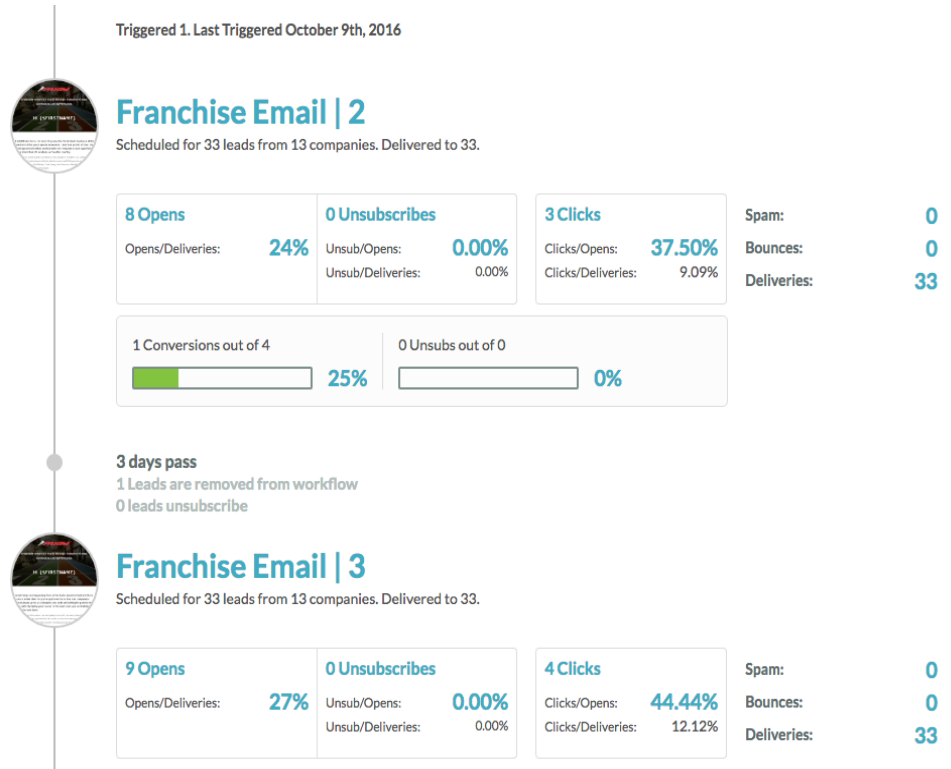 Triggered 1. Last Triggered October 9th, 2016
Franchise Email | 2
Scheduled for 33 leads from 13 companies. Delivered to 33.
8 Opens
Opens/Deliveries: 24%
0 Unsubscribes
Unsub/Opens: 0.00%
Unsub/Deliveries: 0.00%
3 Clicks
Clicks/Opens: 37.50%
Clicks/Deliveries: 9.09%
Spam: 0
Bounces: 0
Deliveries: 33
1 Conversions out of 4
25%
0 Unsubs out of 0
0%
3 days pass
1 Leads are removed from workflow
0 leads unsubscribe
Franchise Email | 3
Scheduled for 33 leads from 13 companies. Delivered to 33.
9 Opens
Opens/Deliveries: 27%
0 Unsubscribes
Unsub/Opens: 0.00%
Unsub/Deliveries: 0.00%
4 Clicks
Clicks/Opens: 44.44%
Clicks/Deliveries: 12.12%
Spam: 0
Bounces: 0
Deliveries: 33